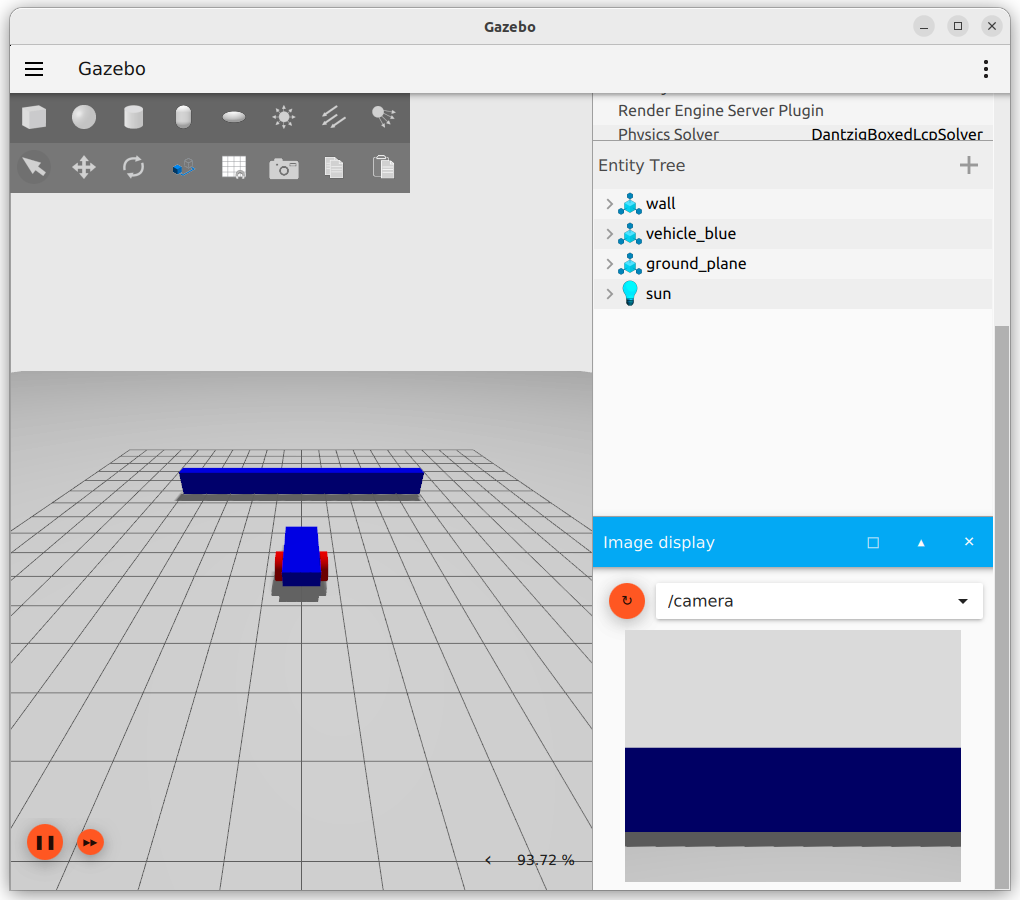 Gazebo
Gazebo
Render Engine Server Plugin
Physics Solver DantzigBoxedLcpSolver
Entity Tree
wall
vehicle_blue
ground_plane
sun
Image display
/camera
93.72 %